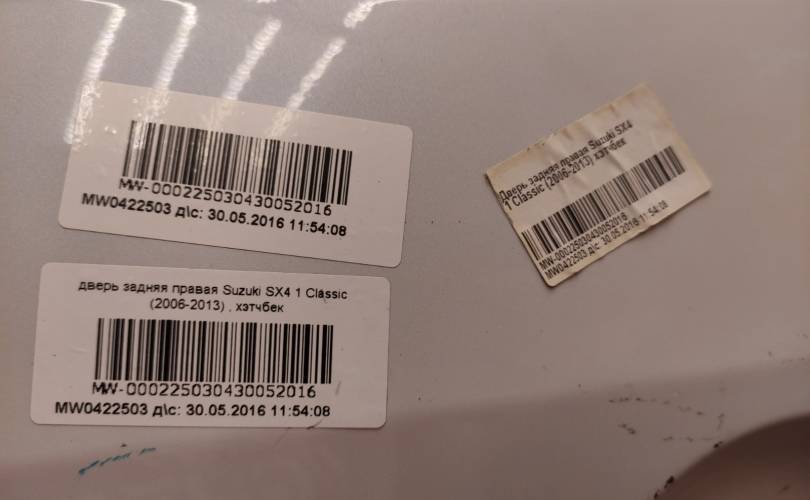 MW-000225030430052016
MW0422503 д\с: 30.05.2016 11:54:08
дверь задняя правая Suzuki SX4 1 Classic
(2006-2013) , хэтчбек
MW-000225030430052016
MW0422503 д\с: 30.05.2016 11:54:08
Дверь задняя правая Suzuki SX4
1 Classic (2006-2013) хэтчбек
MW-000225030430052016
MW0422503 д\с: 30.05.2016 11:54:08